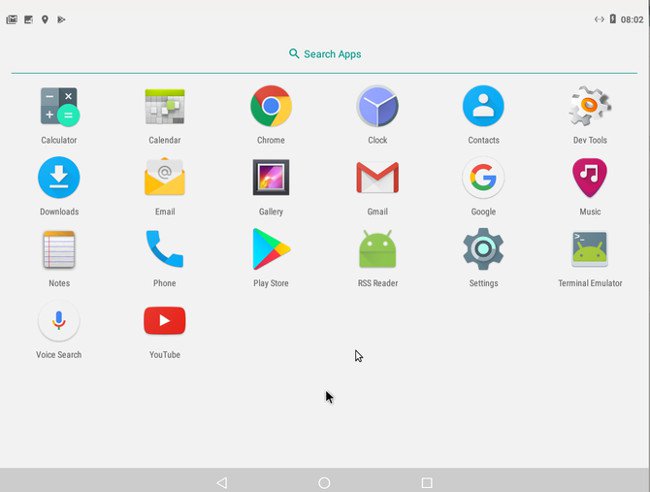 08:02
Search Apps
Calculator
Calendar
Chrome
Clock
Contacts
Dev Tools
Downloads
Email
Gallery
Gmail
Google
Music
Notes
Phone
Play Store
RSS Reader
Settings
Terminal Emulator
Voice Search
YouTube